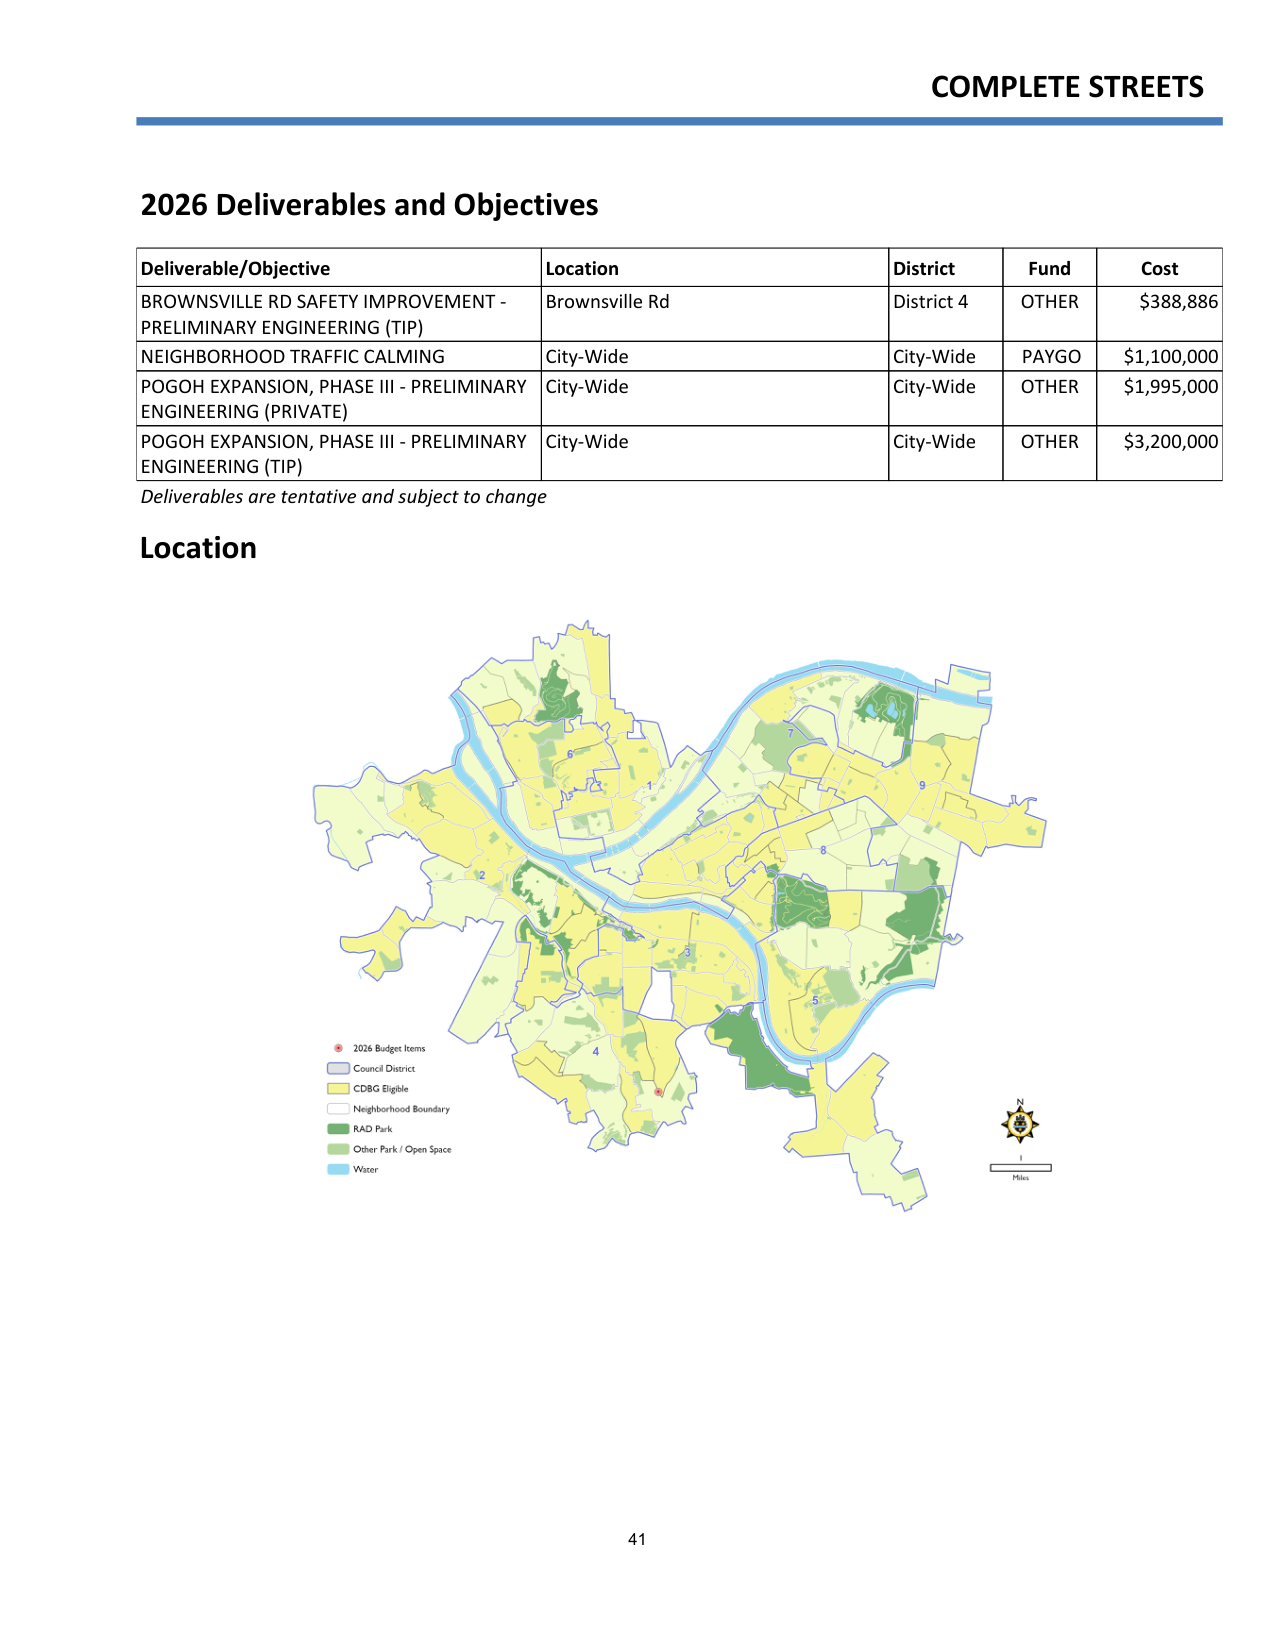 COMPLETE STREETS
2026 Deliverables and Objectives
Deliverable/Objective Location District Fund Cost
BROWNSVILLE RD SAFETY IMPROVEMENT - Brownsville Rd District 4 OTHER $388,886
PRELIMINARY ENGINEERING (TIP)
NEIGHBORHOOD TRAFFIC CALMING City-Wide City-Wide PAYGO $1,100,000
POGOH EXPANSION, PHASE III - PRELIMINARY City-Wide City-Wide OTHER $1,995,000
ENGINEERING (PRIVATE)
POGOH EXPANSION, PHASE III - PRELIMINARY City-Wide City-Wide OTHER $3,200,000
ENGINEERING (TIP)
Deliverables are tentative and subject to change
Location
7
6
1
9
8
2
3
5
4
2026 Budget Items
Council District
CDBG Eligible
Neighborhood Boundary
RAD Park
Other Park / Open Space
Water
N
1
Miles
41